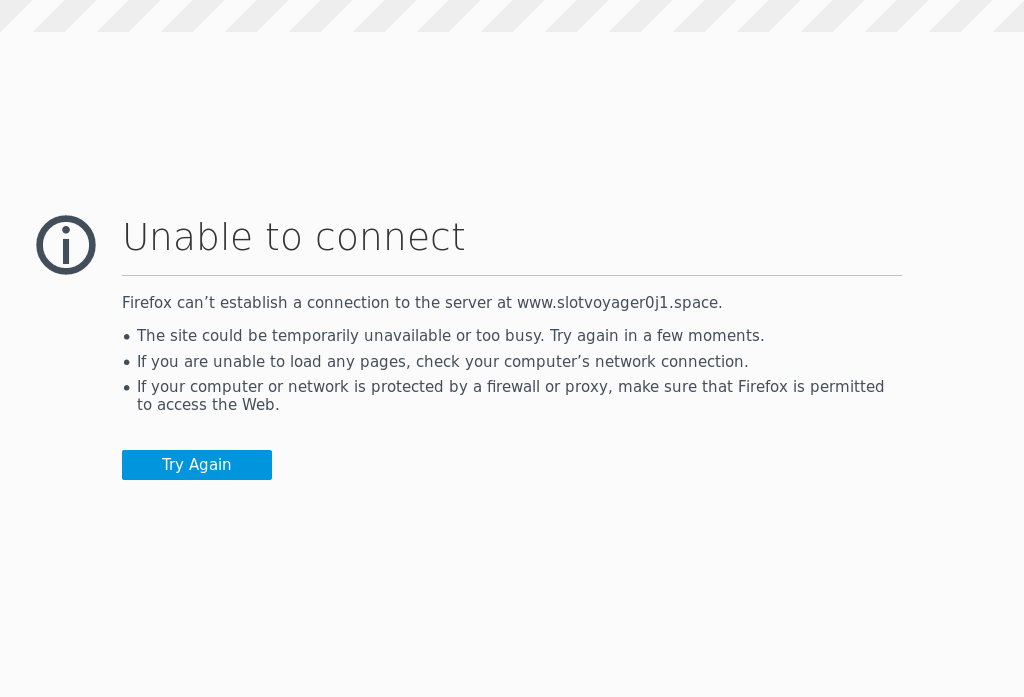 Unable to connect
Firefox can’t establish a connection to the server at www.slotvoyager0j1.space.
• The site could be temporarily unavailable or too busy. Try again in a few moments.
• If you are unable to load any pages, check your computer’s network connection.
• If your computer or network is protected by a firewall or proxy, make sure that Firefox is permitted
to access the Web.
Try Again